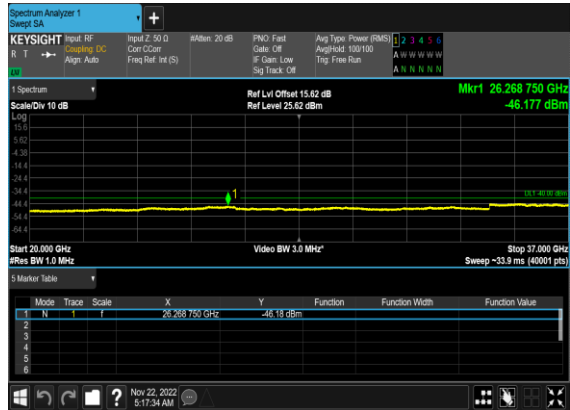 Spectrum Analyzer 1
Swept SA
+
KEYSIGHT Input: RF Input Z: 50 Ω #Atten: 20 dB PNO: Fast Avg Type: Power (RMS) 1 2 3 4 5 6
R T Coupling: DC Corr CCorr Gate: Off Avg|Hold: 100/100 A W W W W W
Align: Auto Freq Ref: Int (S) IF Gain: Low Trig: Free Run
Sig Track: Off A N N N N N
1 Spectrum Ref Lvl Offset 15.62 dB Mkr1 26.268 750 GHz
Scale/Div 10 dB Ref Level 25.62 dBm -46.177 dBm
Log
15.6
5.62
-4.38
-14.4
-24.4
-34.4 1 DL1 -40.00 dBm
-44.4
-54.4
-64.4
Start 20.000 GHz Video BW 3.0 MHz* Stop 37.000 GHz
#Res BW 1.0 MHz Sweep ~33.9 ms (40001 pts)
5 Marker Table
Mode Trace Scale X Y Function Function Width Function Value
1 N 1 f 26.268 750 GHz -46.18 dBm
2
3
4
5
6
? Nov 22, 2022
5:17:34 AM